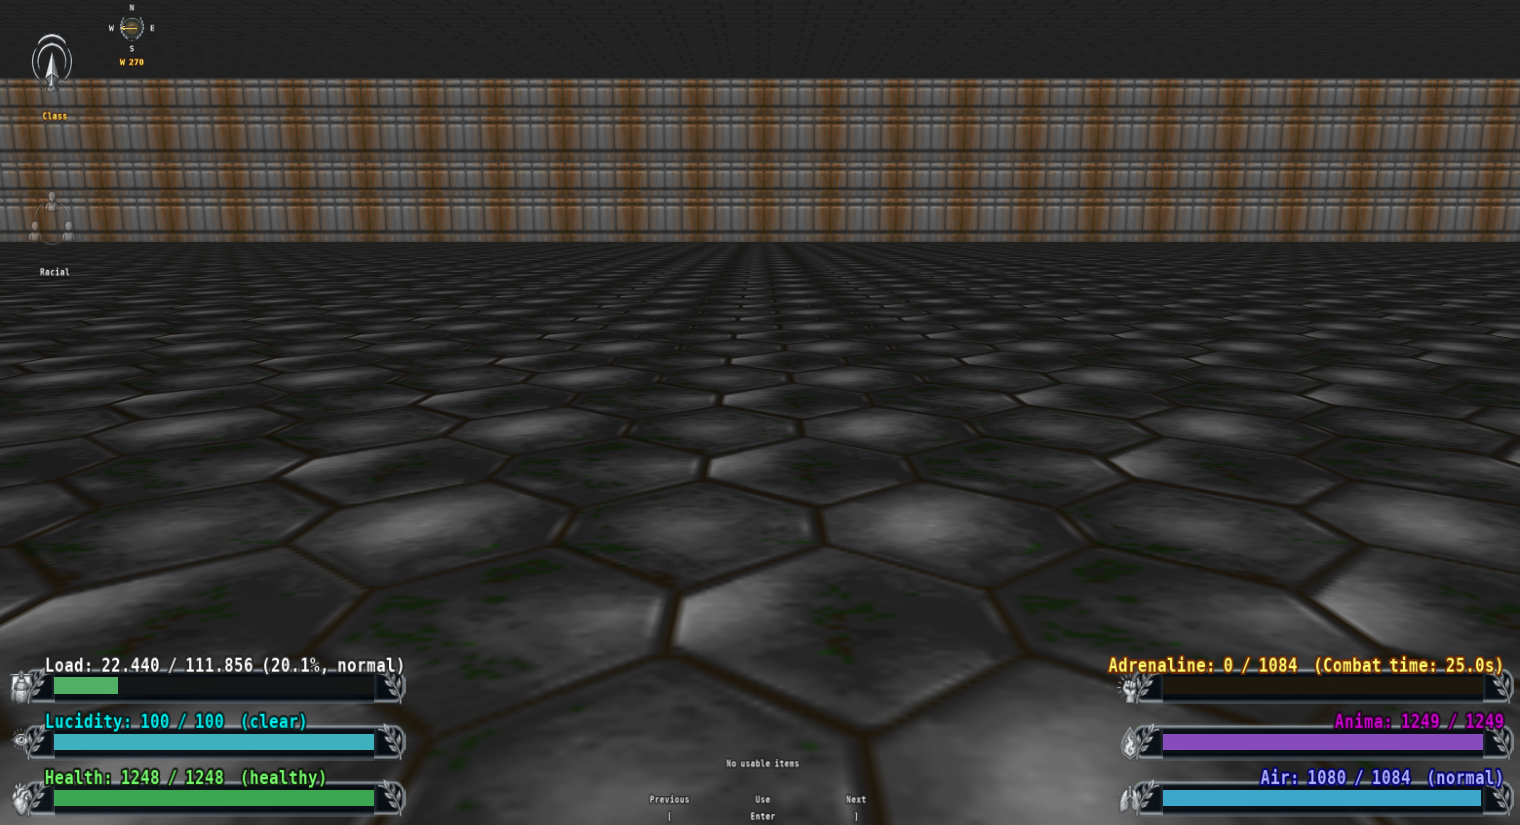 N
W E
S
W 270
Class
Racial
Load: 22.440 / 111.856 (20.1%, normal)
Lucidity: 100 / 100 (clear)
Health: 1248 / 1248 (healthy)
Adrenaline: 0 / 1084 (Combat time: 25.0s)
Anima: 1249 / 1249
Air: 1080 / 1084 (normal)
No usable items
Previous Use Next
[ Enter ]